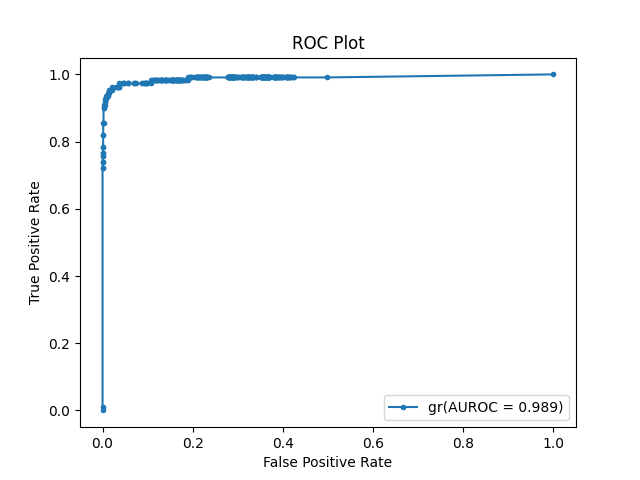 ROC Plot
True Positive Rate
1.0
0.8
0.6
0.4
0.2
0.0
gr(AUROC = 0.989)
0.0 0.2 0.4 0.6 0.8 1.0
False Positive Rate